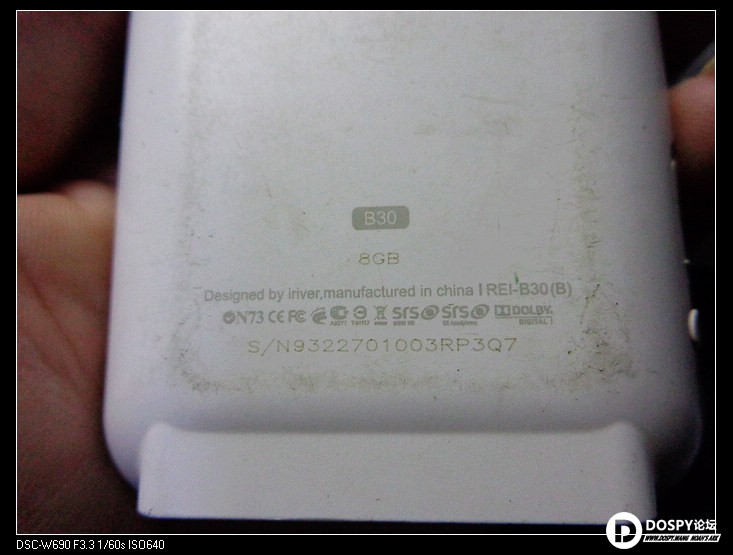 B30
8GB
Designed by iriver,manufactured in china | REI-B30(B)
N73 CE FC SRS SRS DOLBY.
DIGITAL
S/N9322701003RP3Q7
DOSPY论坛
DSC-W690 F3.3 1/60s ISO640